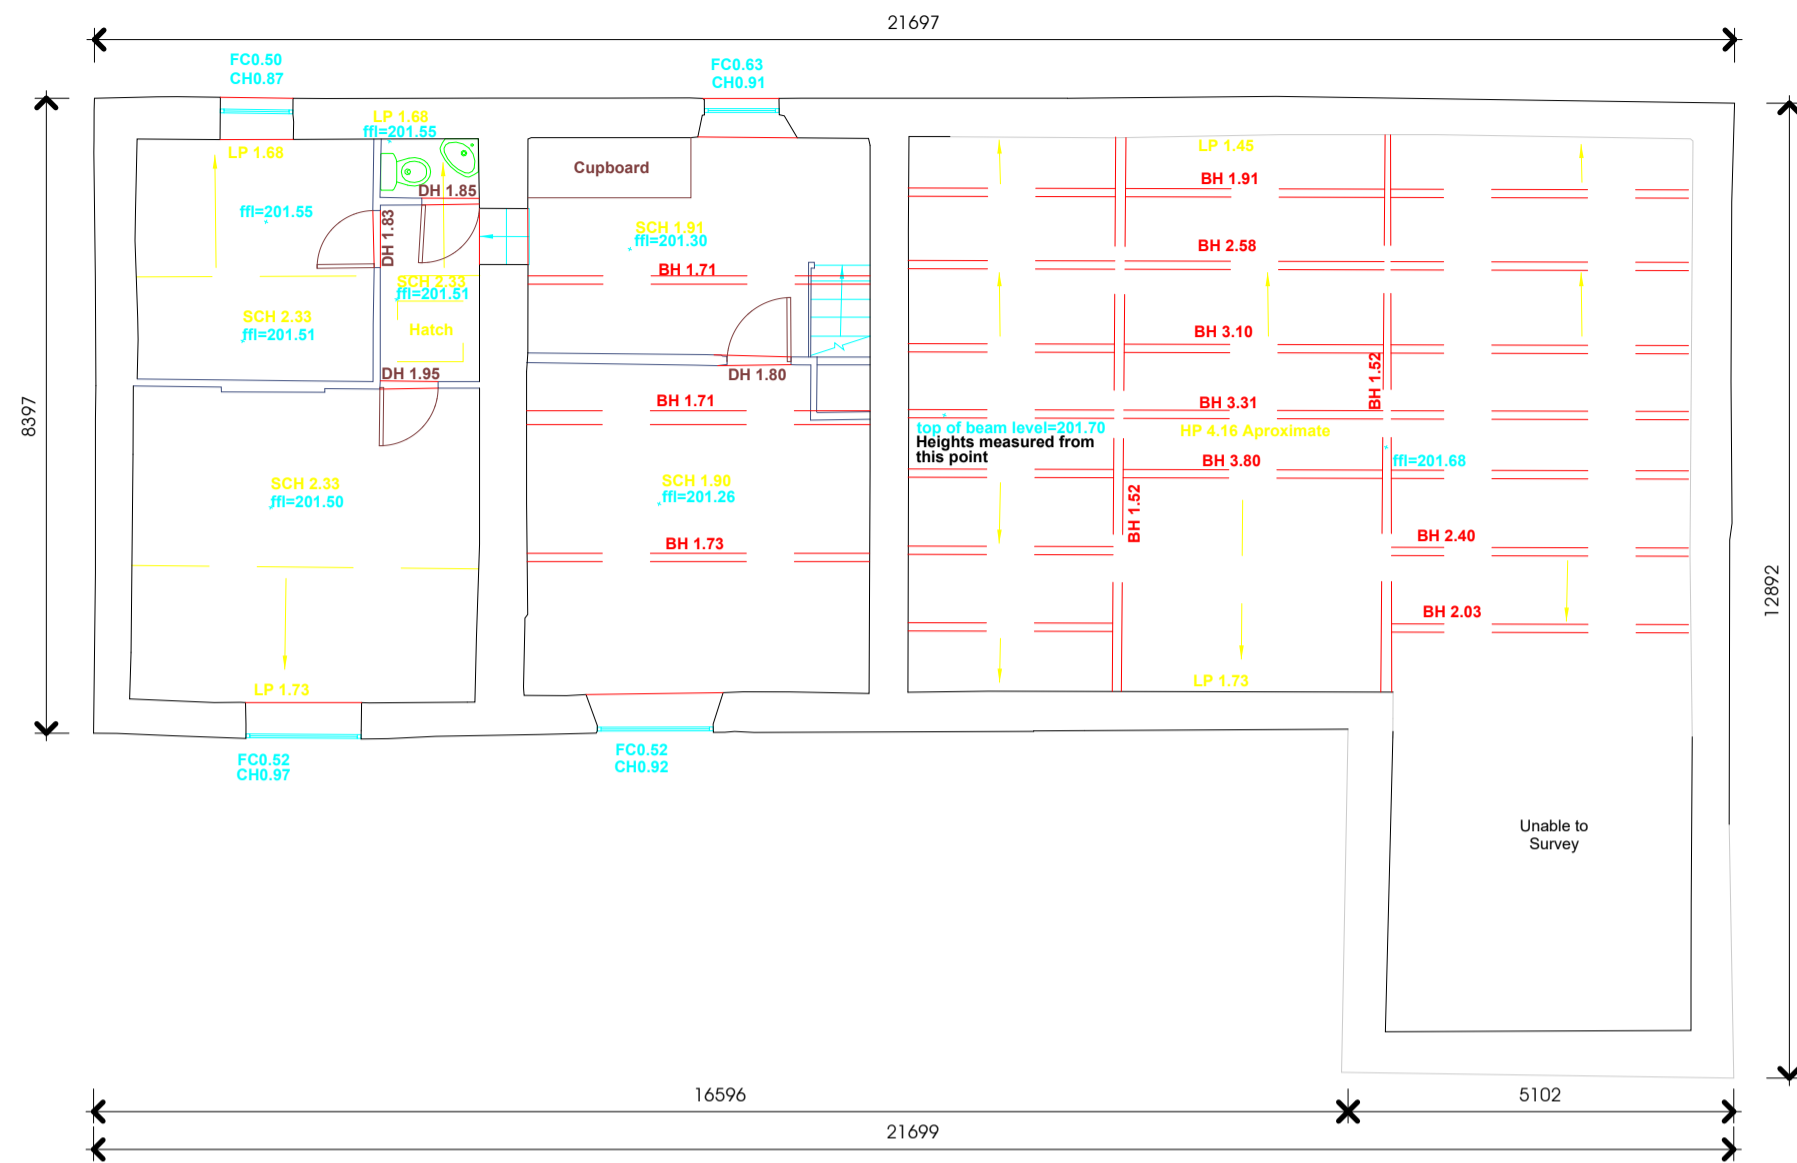 21697
FC0.50
CH0.87
FC0.63
CH0.91
LP 1.68
ffl=201.55
LP 1.68
Cupboard
LP 1.45
BH 1.91
DH 1.85
ffl=201.55
DH 1.83
SCH 1.91
ffl=201.30
BH 2.58
BH 1.71
SCH 2.33
ffl=201.51
SCH 2.33
ffl=201.51
Hatch
BH 3.10
DH 1.95
DH 1.80
BH 1.52
8397
BH 1.71
BH 3.31
top of beam level=201.70
Heights measured from
this point
HP 4.16 Aproximate
BH 3.80
ffl=201.68
SCH 2.33
ffl=201.50
SCH 1.90
ffl=201.26
BH 1.52
BH 1.73
BH 2.40
BH 2.03
12892
LP 1.73
LP 1.73
FC0.52
CH0.97
FC0.52
CH0.92
Unable to
Survey
16596
5102
21699